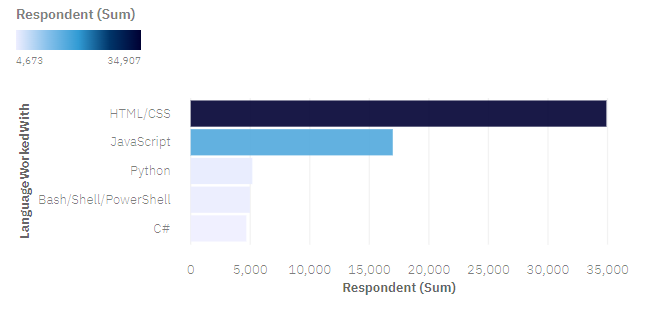 Respondent (Sum)
4,673 34,907
LanguageWorkedWith
HTML/CSS
JavaScript
Python
Bash/Shell/PowerShell
C#
0 5,000 10,000 15,000 20,000 25,000 30,000 35,000
Respondent (Sum)